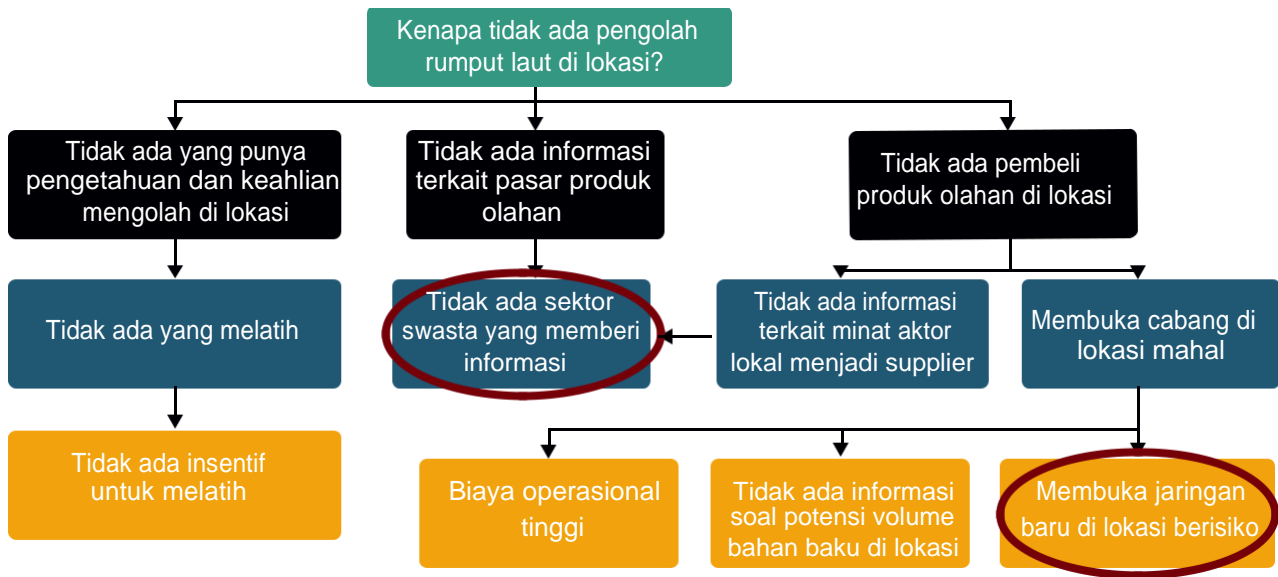 Kenapa tidak ada pengolah
rumput laut di lokasi?
Tidak ada yang punya
pengetahuan dan keahlian
mengolah di lokasi
Tidak ada informasi
terkait pasar produk
olahan
Tidak ada pembeli
produk olahan di lokasi
Tidak ada yang melatih
Tidak ada sektor
swasta yang memberi
informasi
Tidak ada informasi
terkait minat aktor
lokal menjadi supplier
Membuka cabang di
lokasi mahal
Tidak ada insentif
untuk melatih
Biaya operasional
tinggi
Tidak ada informasi
soal potensi volume
bahan baku di lokasi
Membuka jaringan
baru di lokasi berisiko